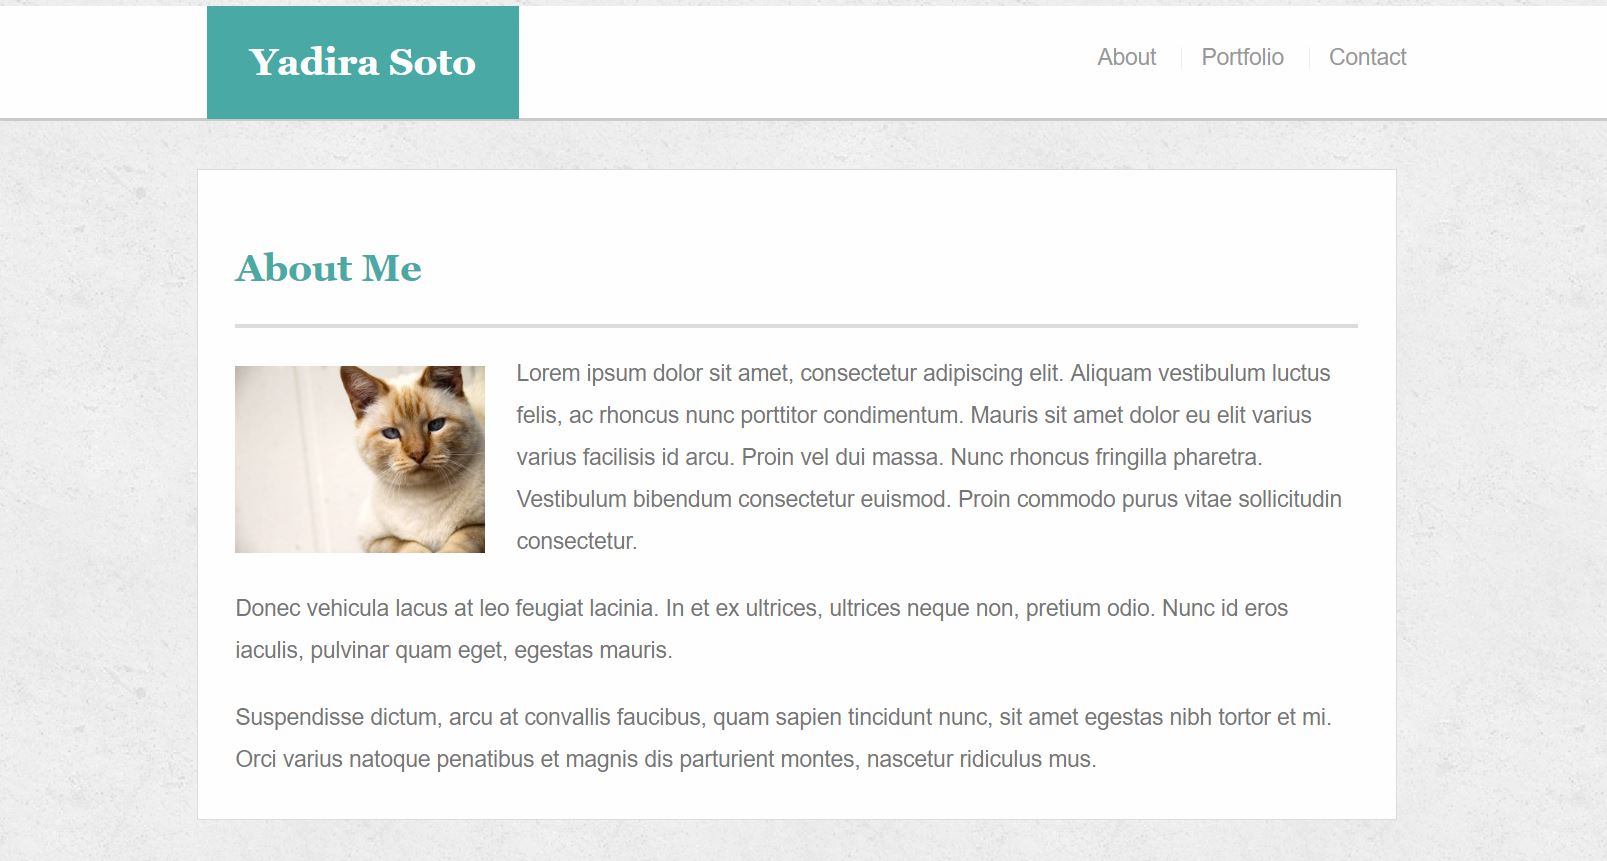 Yadira Soto
About
Portfolio
Contact
About Me
Lorem ipsum dolor sit amet, consectetur adipiscing elit. Aliquam vestibulum luctus
felis, ac rhoncus nunc porttitor condimentum. Mauris sit amet dolor eu elit varius
varius facilisis id arcu. Proin vel dui massa. Nunc rhoncus fringilla pharetra.
Vestibulum bibendum consectetur euismod. Proin commodo purus vitae sollicitudin
consectetur.
Donec vehicula lacus at leo feugiat lacinia. In et ex ultrices, ultrices neque non, pretium odio. Nunc id eros
iaculis, pulvinar quam eget, egestas mauris.
Suspendisse dictum, arcu at convallis faucibus, quam sapien tincidunt nunc, sit amet egestas nibh tortor et mi.
Orci varius natoque penatibus et magnis dis parturient montes, nascetur ridiculus mus.